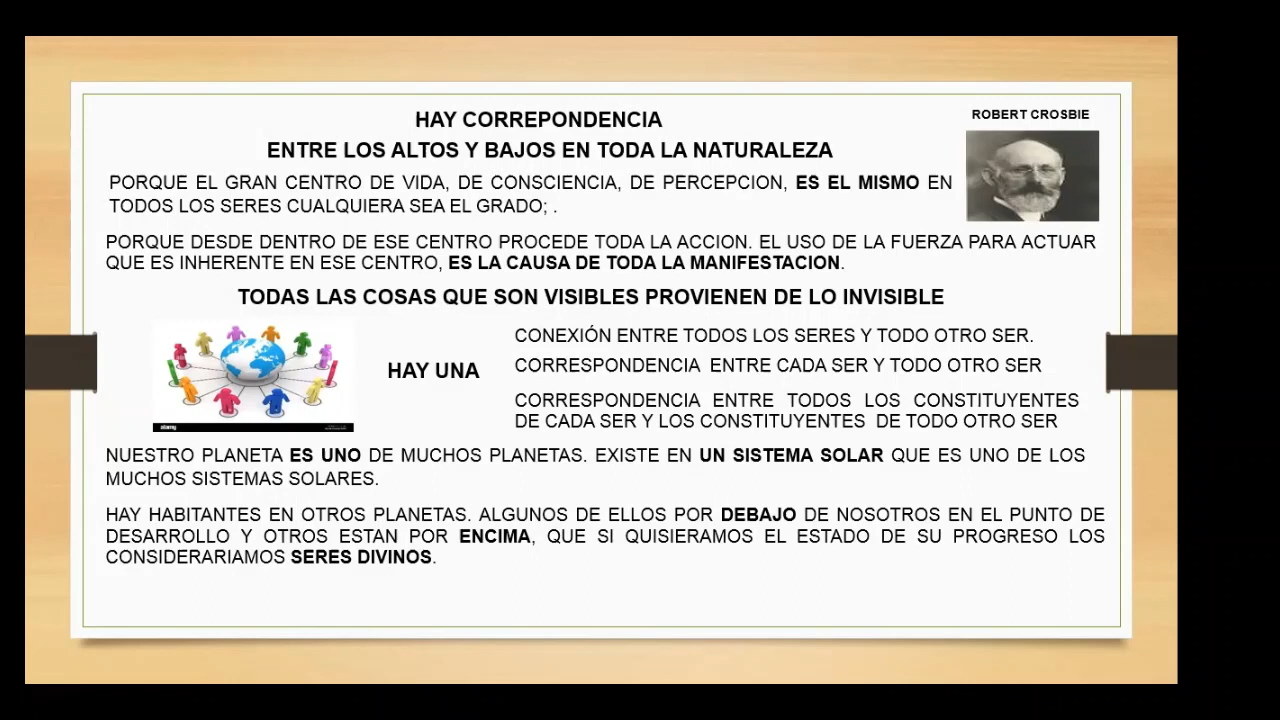 HAY CORREPONDENCIA
ROBERT CROSBIE
ENTRE LOS ALTOS Y BAJOS EN TODA LA NATURALEZA
PORQUE EL GRAN CENTRO DE VIDA, DE CONSCIENCIA, DE PERCEPCION, ES EL MISMO EN
TODOS LOS SERES CUALQUIERA SEA EL GRADO; .
PORQUE DESDE DENTRO DE ESE CENTRO PROCEDE TODA LA ACCION. EL USO DE LA FUERZA PARA ACTUAR
QUE ES INHERENTE EN ESE CENTRO, ES LA CAUSA DE TODA LA MANIFESTACION.
TODAS LAS COSAS QUE SON VISIBLES PROVIENEN DE LO INVISIBLE
HAY UNA
CONEXIÓN ENTRE TODOS LOS SERES Y TODO OTRO SER.
CORRESPONDENCIA ENTRE CADA SER Y TODO OTRO SER
CORRESPONDENCIA ENTRE TODOS LOS CONSTITUYENTES
DE CADA SER Y LOS CONSTITUYENTES DE TODO OTRO SER
alamy
NUESTRO PLANETA ES UNO DE MUCHOS PLANETAS. EXISTE EN UN SISTEMA SOLAR QUE ES UNO DE LOS
MUCHOS SISTEMAS SOLARES.
HAY HABITANTES EN OTROS PLANETAS. ALGUNOS DE ELLOS POR DEBAJO DE NOSOTROS EN EL PUNTO DE
DESARROLLO Y OTROS ESTAN POR ENCIMA, QUE SI QUISIERAMOS EL ESTADO DE SU PROGRESO LOS
CONSIDERARIAMOS SERES DIVINOS.